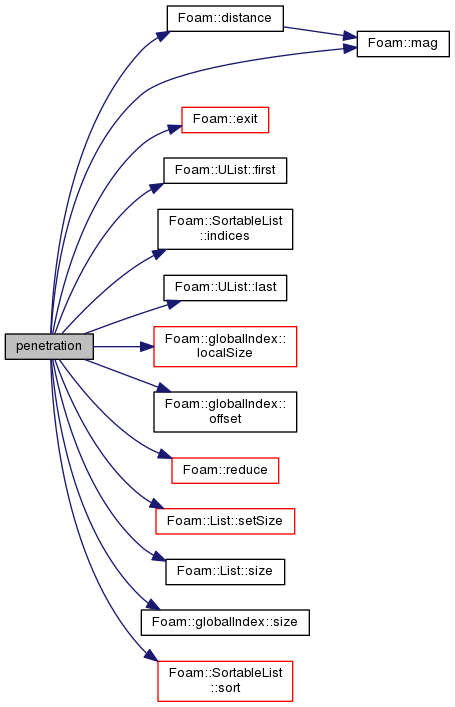 Foam::distance
Foam::mag
Foam::exit
Foam::UList::first
Foam::SortableList
::indices
Foam::UList::last
penetration
Foam::globalIndex::
localSize
Foam::globalIndex::
offset
Foam::reduce
Foam::List::setSize
Foam::List::size
Foam::globalIndex::size
Foam::SortableList
::sort